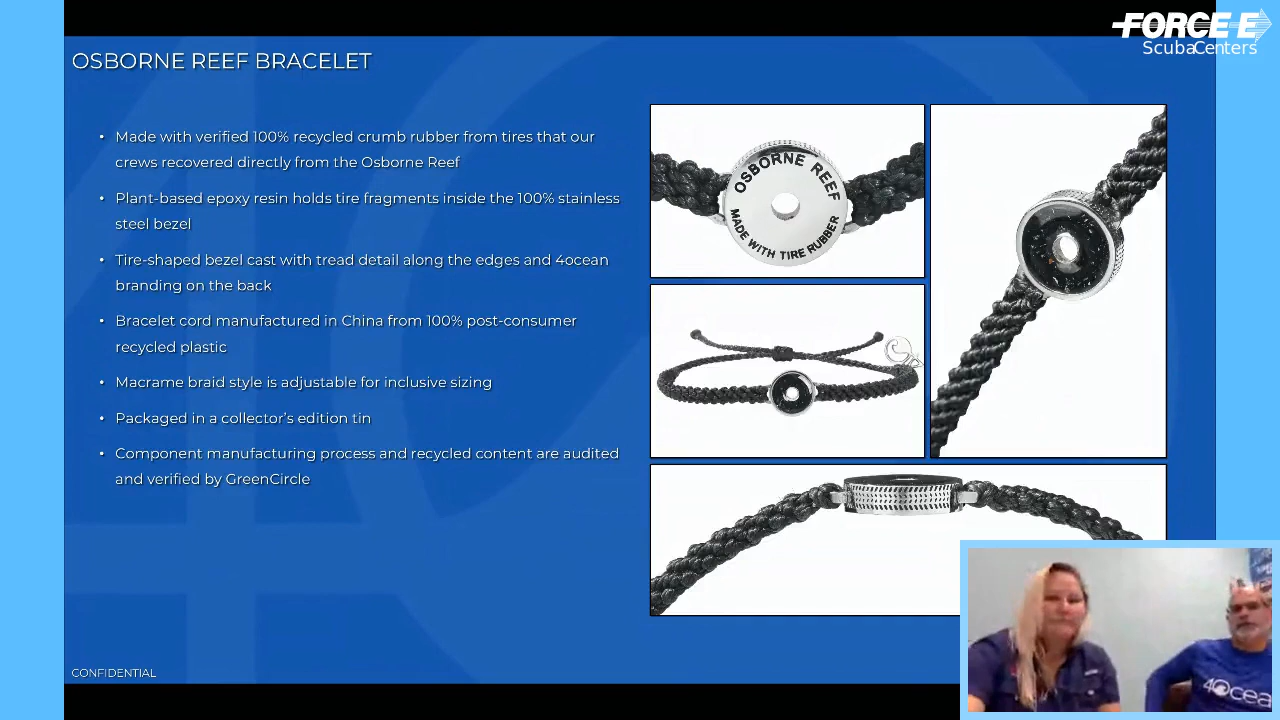 FORCE-E
ScubaCenters
OSBORNE REEF BRACELET
• Made with verified 100% recycled crumb rubber from tires that our
crews recovered directly from the Osborne Reef
• Plant-based epoxy resin holds tire fragments inside the 100% stainless
steel bezel
• Tire-shaped bezel cast with tread detail along the edges and 4ocean
branding on the back
• Bracelet cord manufactured in China from 100% post-consumer
recycled plastic
• Macrame braid style is adjustable for inclusive sizing
• Packaged in a collector’s edition tin
• Component manufacturing process and recycled content are audited
and verified by GreenCircle
OSBORNE REEF
MADE WITH TIRE RUBBER
CONFIDENTIAL
4Ocea